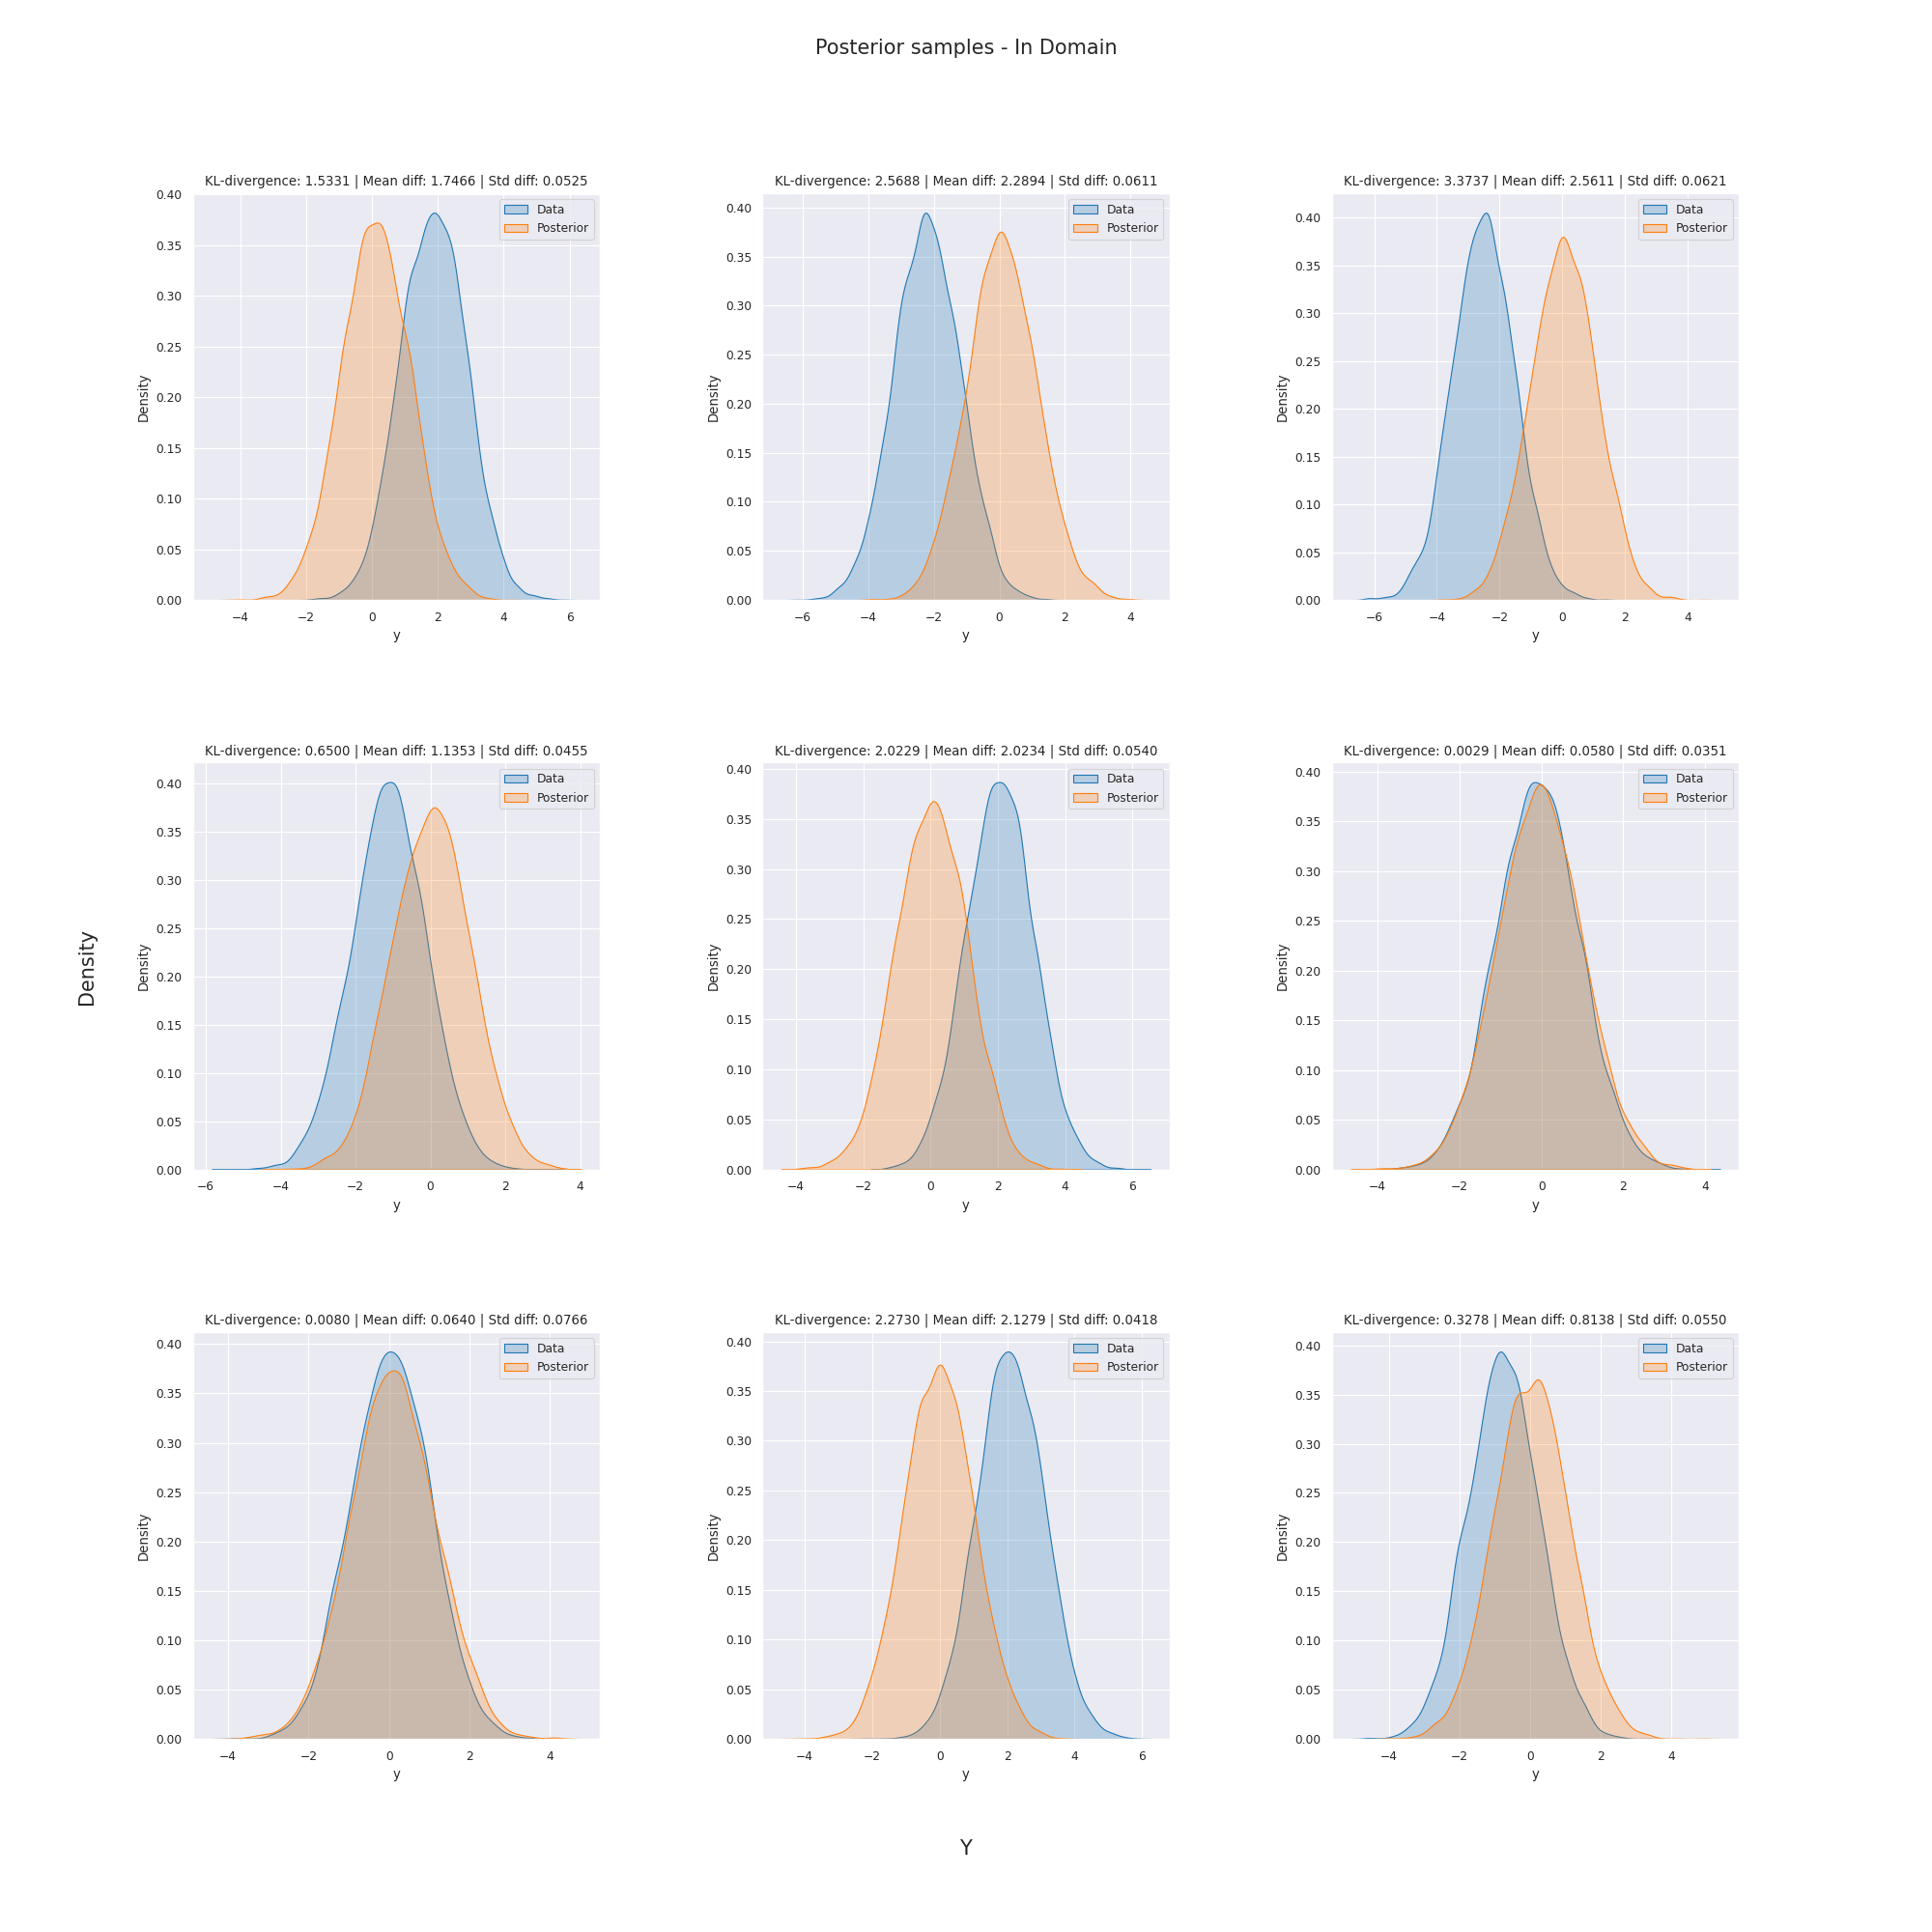 Posterior samples - In Domain
KL-divergence: 1.5331 | Mean diff: 1.7466 | Std diff: 0.0525
0.40
0.35
0.30
0.25
0.20
0.15
0.10
0.05
0.00
Density
Data
Posterior
−4 −2 0 2 4 6
y
KL-divergence: 2.5688 | Mean diff: 2.2894 | Std diff: 0.0611
0.40
0.35
0.30
0.25
0.20
0.15
0.10
0.05
0.00
Density
Data
Posterior
−6 −4 −2 0 2 4
y
KL-divergence: 3.3737 | Mean diff: 2.5611 | Std diff: 0.0621
0.40
0.35
0.30
0.25
0.20
0.15
0.10
0.05
0.00
Density
Data
Posterior
−6 −4 −2 0 2 4
y
Density
KL-divergence: 0.6500 | Mean diff: 1.1353 | Std diff: 0.0455
0.40
0.35
0.30
0.25
0.20
0.15
0.10
0.05
0.00
Density
Data
Posterior
−6 −4 −2 0 2 4
y
KL-divergence: 2.0229 | Mean diff: 2.0234 | Std diff: 0.0540
0.40
0.35
0.30
0.25
0.20
0.15
0.10
0.05
0.00
Density
Data
Posterior
−4 −2 0 2 4 6
y
KL-divergence: 0.0029 | Mean diff: 0.0580 | Std diff: 0.0351
0.40
0.35
0.30
0.25
0.20
0.15
0.10
0.05
0.00
Density
Data
Posterior
−4 −2 0 2 4
y
KL-divergence: 0.0080 | Mean diff: 0.0640 | Std diff: 0.0766
0.40
0.35
0.30
0.25
0.20
0.15
0.10
0.05
0.00
Density
Data
Posterior
−4 −2 0 2 4
y
KL-divergence: 2.2730 | Mean diff: 2.1279 | Std diff: 0.0418
0.40
0.35
0.30
0.25
0.20
0.15
0.10
0.05
0.00
Density
Data
Posterior
−4 −2 0 2 4 6
y
KL-divergence: 0.3278 | Mean diff: 0.8138 | Std diff: 0.0550
0.40
0.35
0.30
0.25
0.20
0.15
0.10
0.05
0.00
Density
Data
Posterior
−4 −2 0 2 4
y
Y